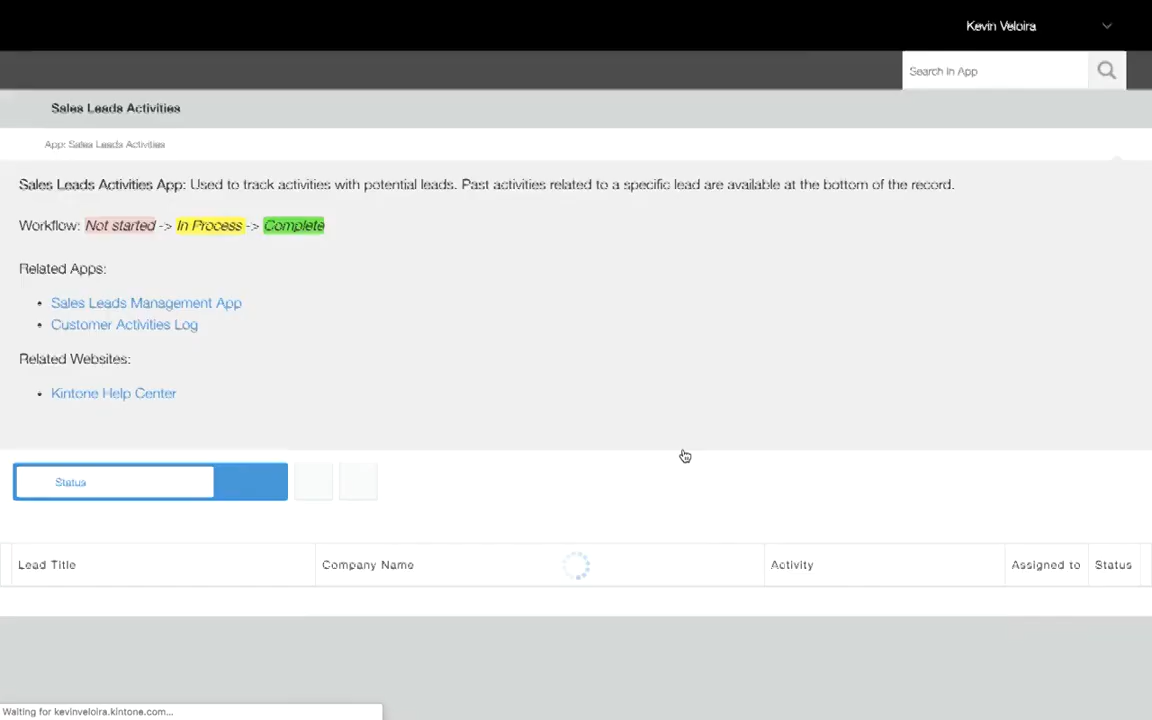 Kevin Veloira
Search in App
Sales Leads Activities
App: Sales Leads Activities
Sales Leads Activities App: Used to track activities with potential leads. Past activities related to a specific lead are available at the bottom of the record.
Workflow: Not started -> In Process -> Complete
Related Apps:
• Sales Leads Management App
• Customer Activities Log
Related Websites:
• Kintone Help Center
Status
Lead Title Company Name Activity Assigned to Status
Waiting for kevinveloira.kintone.com...